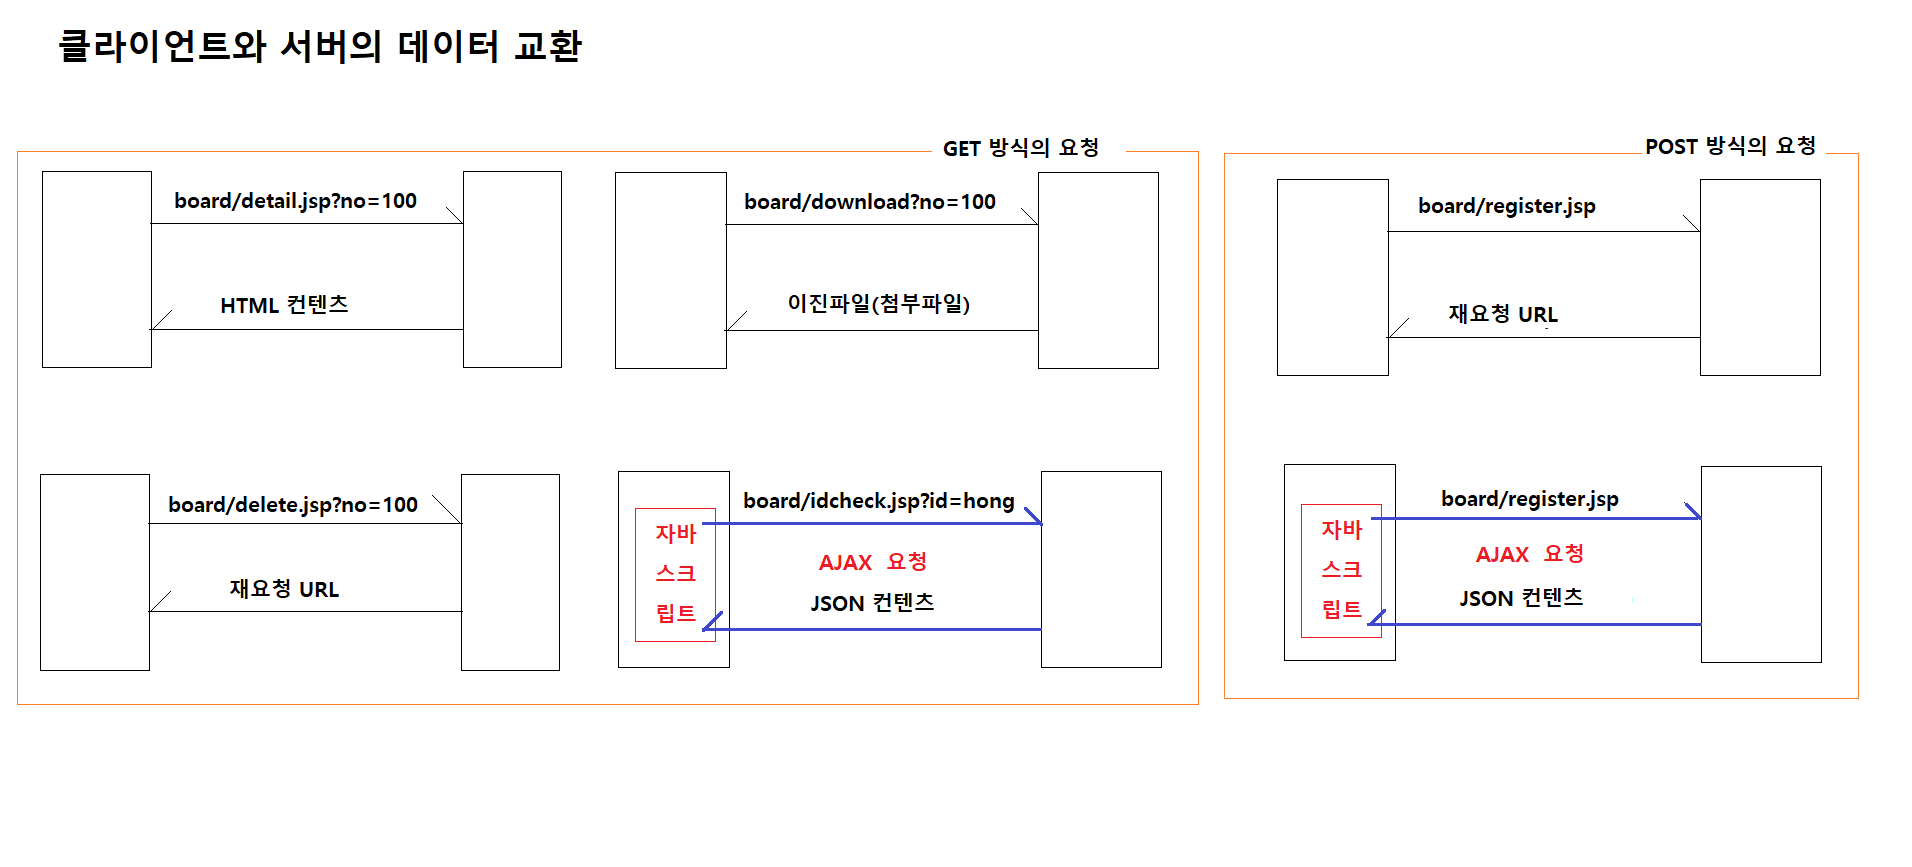 클라이언트와 서버의 데이터 교환
GET 방식의 요청
board/detail.jsp?no=100
HTML 컨텐츠
board/download?no=100
이진파일(첨부파일)
board/delete.jsp?no=100
재요청 URL
board/idcheck.jsp?id=hong
자바
스크
립트
AJAX 요청
JSON 컨텐츠
POST 방식의 요청
board/register.jsp
재요청 URL
board/register.jsp
자바
스크
립트
AJAX 요청
JSON 컨텐츠